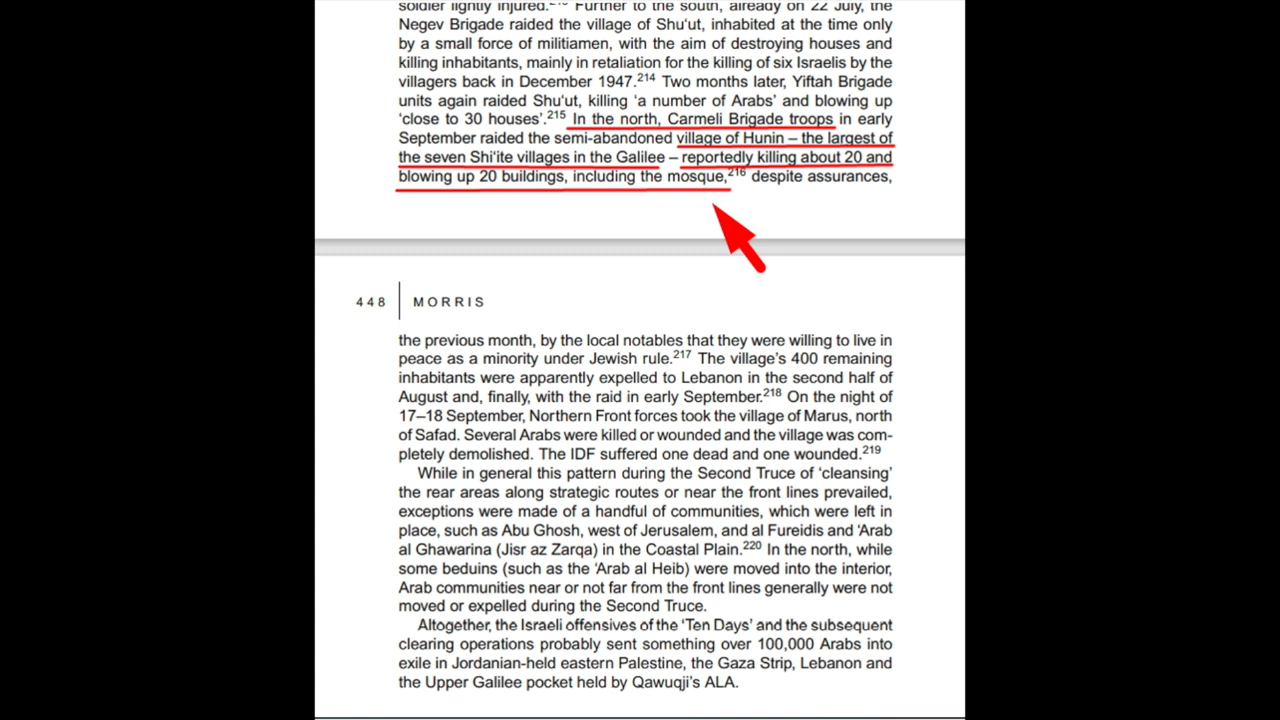 soldier lightly injured.²¹³ Further to the south, already on 22 July, the
Negev Brigade raided the village of Shu‘ut, inhabited at the time only
by a small force of militiamen, with the aim of destroying houses and
killing inhabitants, mainly in retaliation for the killing of six Israelis by the
villagers back in December 1947.²¹⁴ Two months later, Yiftah Brigade
units again raided Shu‘ut, killing ‘a number of Arabs’ and blowing up
‘close to 30 houses’.²¹⁵ In the north, Carmeli Brigade troops in early
September raided the semi-abandoned village of Hunin – the largest of
the seven Shi‘ite villages in the Galilee – reportedly killing about 20 and
blowing up 20 buildings, including the mosque,²¹⁶ despite assurances,
448 MORRIS
the previous month, by the local notables that they were willing to live in
peace as a minority under Jewish rule.²¹⁷ The village’s 400 remaining
inhabitants were apparently expelled to Lebanon in the second half of
August and, finally, with the raid in early September.²¹⁸ On the night of
17–18 September, Northern Front forces took the village of Marus, north
of Safad. Several Arabs were killed or wounded and the village was com-
pletely demolished. The IDF suffered one dead and one wounded.²¹⁹
While in general this pattern during the Second Truce of ‘cleansing’
the rear areas along strategic routes or near the front lines prevailed,
exceptions were made of a handful of communities, which were left in
place, such as Abu Ghosh, west of Jerusalem, and al Fureidis and ‘Arab
al Ghawarina (Jisr az Zarqa) in the Coastal Plain.²²⁰ In the north, while
some beduins (such as the ‘Arab al Heib) were moved into the interior,
Arab communities near or not far from the front lines generally were not
moved or expelled during the Second Truce.
Altogether, the Israeli offensives of the ‘Ten Days’ and the subsequent
clearing operations probably sent something over 100,000 Arabs into
exile in Jordanian-held eastern Palestine, the Gaza Strip, Lebanon and
the Upper Galilee pocket held by Qawuqji’s ALA.